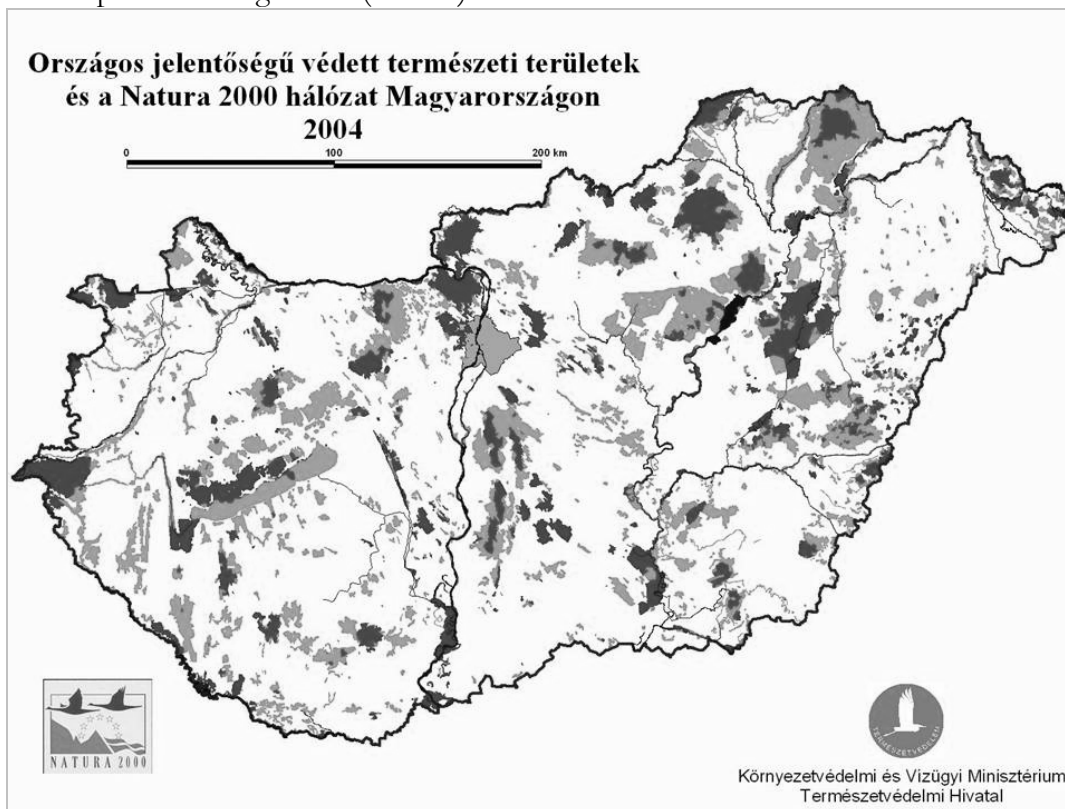 Országos jelentőségű védett természeti területek
és a Natura 2000 hálózat Magyarországon
2004
0 100 200 km
NATURA 2000
TERMÉSZETVÉDELEM
Környezetvédelmi és Vízügyi Minisztérium
Természetvédelmi Hivatal